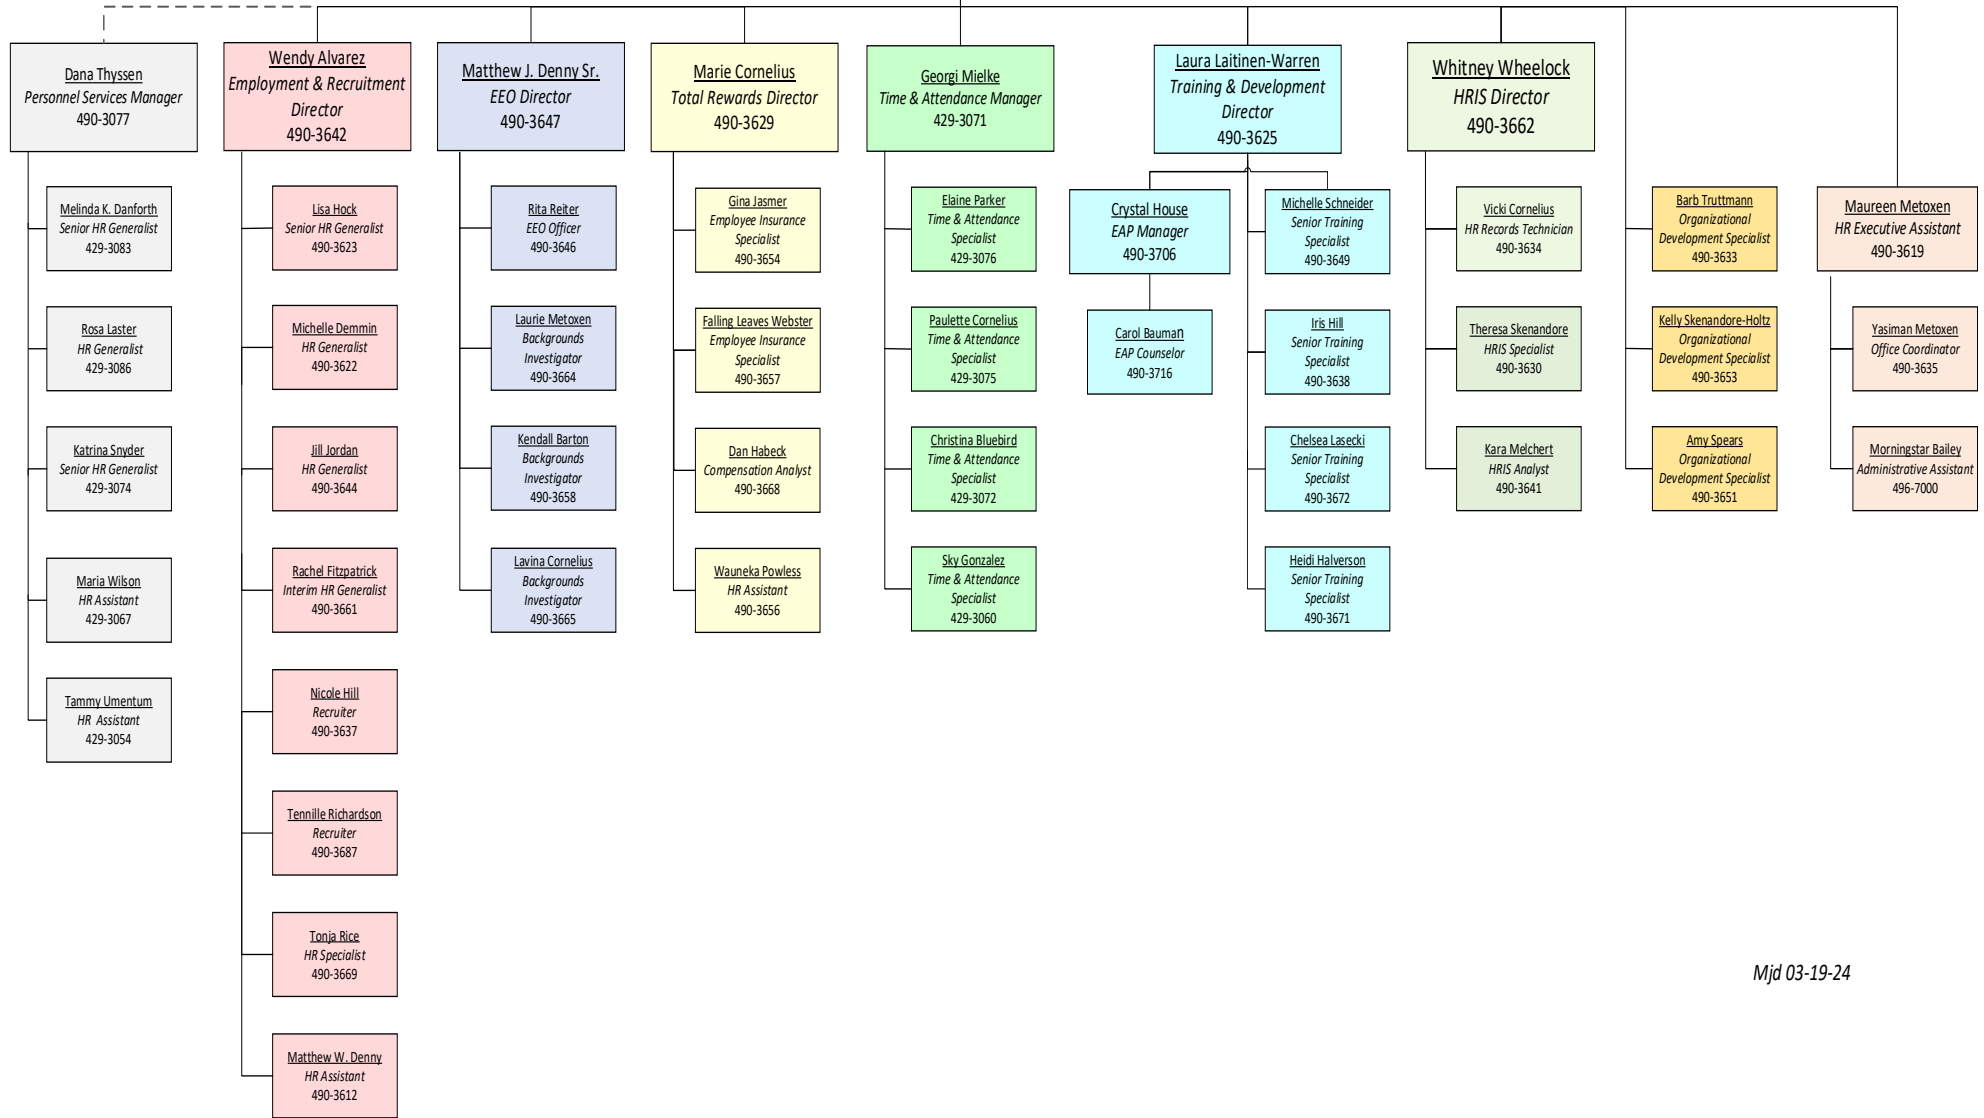 Dana Thyssen
Personnel Services Manager
490-3077
Wendy Alvarez
Employment & Recruitment
Director
490-3642
Matthew J. Denny Sr.
EEO Director
490-3647
Marie Cornelius
Total Rewards Director
490-3629
Georgi Mielke
Time & Attendance Manager
429-3071
Laura Laitinen-Warren
Training & Development
Director
490-3625
Whitney Wheelock
HRIS Director
490-3662
Melinda K. Danforth
Senior HR Generalist
429-3083
Rosa Laster
HR Generalist
429-3086
Katrina Snyder
Senior HR Generalist
429-3074
Maria Wilson
HR Assistant
429-3067
Tammy Umentum
HR Assistant
429-3054
Lisa Hock
Senior HR Generalist
490-3623
Michelle Demmin
HR Generalist
490-3622
Jill Jordan
HR Generalist
490-3644
Rachel Fitzpatrick
Interim HR Generalist
490-3661
Nicole Hill
Recruiter
490-3637
Tennille Richardson
Recruiter
490-3687
Tonja Rice
HR Specialist
490-3669
Matthew W. Denny
HR Assistant
490-3612
Rita Reiter
EEO Officer
490-3646
Laurie Metoxen
Backgrounds
Investigator
490-3664
Kendall Barton
Backgrounds
Investigator
490-3658
Lavina Cornelius
Backgrounds
Investigator
490-3665
Gina Jasmer
Employee Insurance
Specialist
490-3654
Falling Leaves Webster
Employee Insurance
Specialist
490-3657
Dan Habeck
Compensation Analyst
490-3668
Wauneka Powless
HR Assistant
490-3656
Elaine Parker
Time & Attendance
Specialist
429-3076
Paulette Cornelius
Time & Attendance
Specialist
429-3075
Christina Bluebird
Time & Attendance
Specialist
429-3072
Sky Gonzalez
Time & Attendance
Specialist
429-3060
Crystal House
EAP Manager
490-3706
Carol Bauman
EAP Counselor
490-3716
Michelle Schneider
Senior Training
Specialist
490-3649
Iris Hill
Senior Training
Specialist
490-3638
Chelsea Lasecki
Senior Training
Specialist
490-3672
Heidi Halverson
Senior Training
Specialist
490-3671
Vicki Cornelius
HR Records Technician
490-3634
Theresa Skenandore
HRIS Specialist
490-3630
Kara Melchert
HRIS Analyst
490-3641
Barb Truttmann
Organizational
Development Specialist
490-3633
Kelly Skenandore-Holtz
Organizational
Development Specialist
490-3653
Amy Spears
Organizational
Development Specialist
490-3651
Maureen Metoxen
HR Executive Assistant
490-3619
Yasiman Metoxen
Office Coordinator
490-3635
Morningstar Bailey
Administrative Assistant
496-7000
Mjd 03-19-24